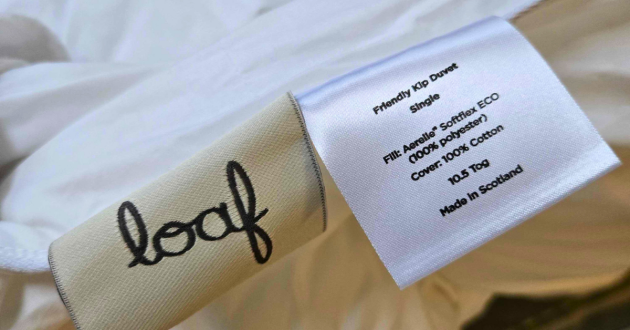 loaf
Friendly Kip Duvet
Single
Fill: Aerelle® Softflex ECO
(100% polyester)
Cover: 100% Cotton
10.5 Tog
Made in Scotland